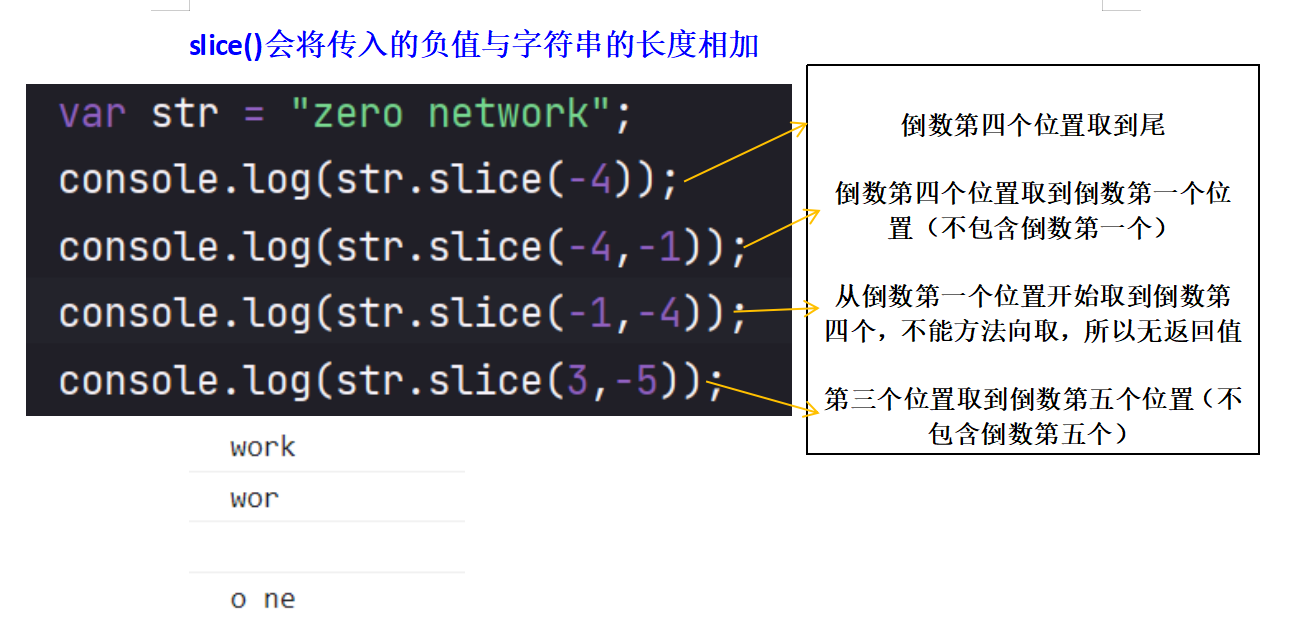 slice()会将传入的负值与字符串的长度相加
var str = "zero network";
console.log(str.slice(-4));
console.log(str.slice(-4,-1));
console.log(str.slice(-1,-4));
console.log(str.slice(3,-5));
倒数第四个位置取到尾
倒数第四个位置取到倒数第一个位
置（不包含倒数第一个）
从倒数第一个位置开始取到倒数第
四个，不能方法向取，所以无返回值
第三个位置取到倒数第五个位置（不
包含倒数第五个）
work
wor
o ne